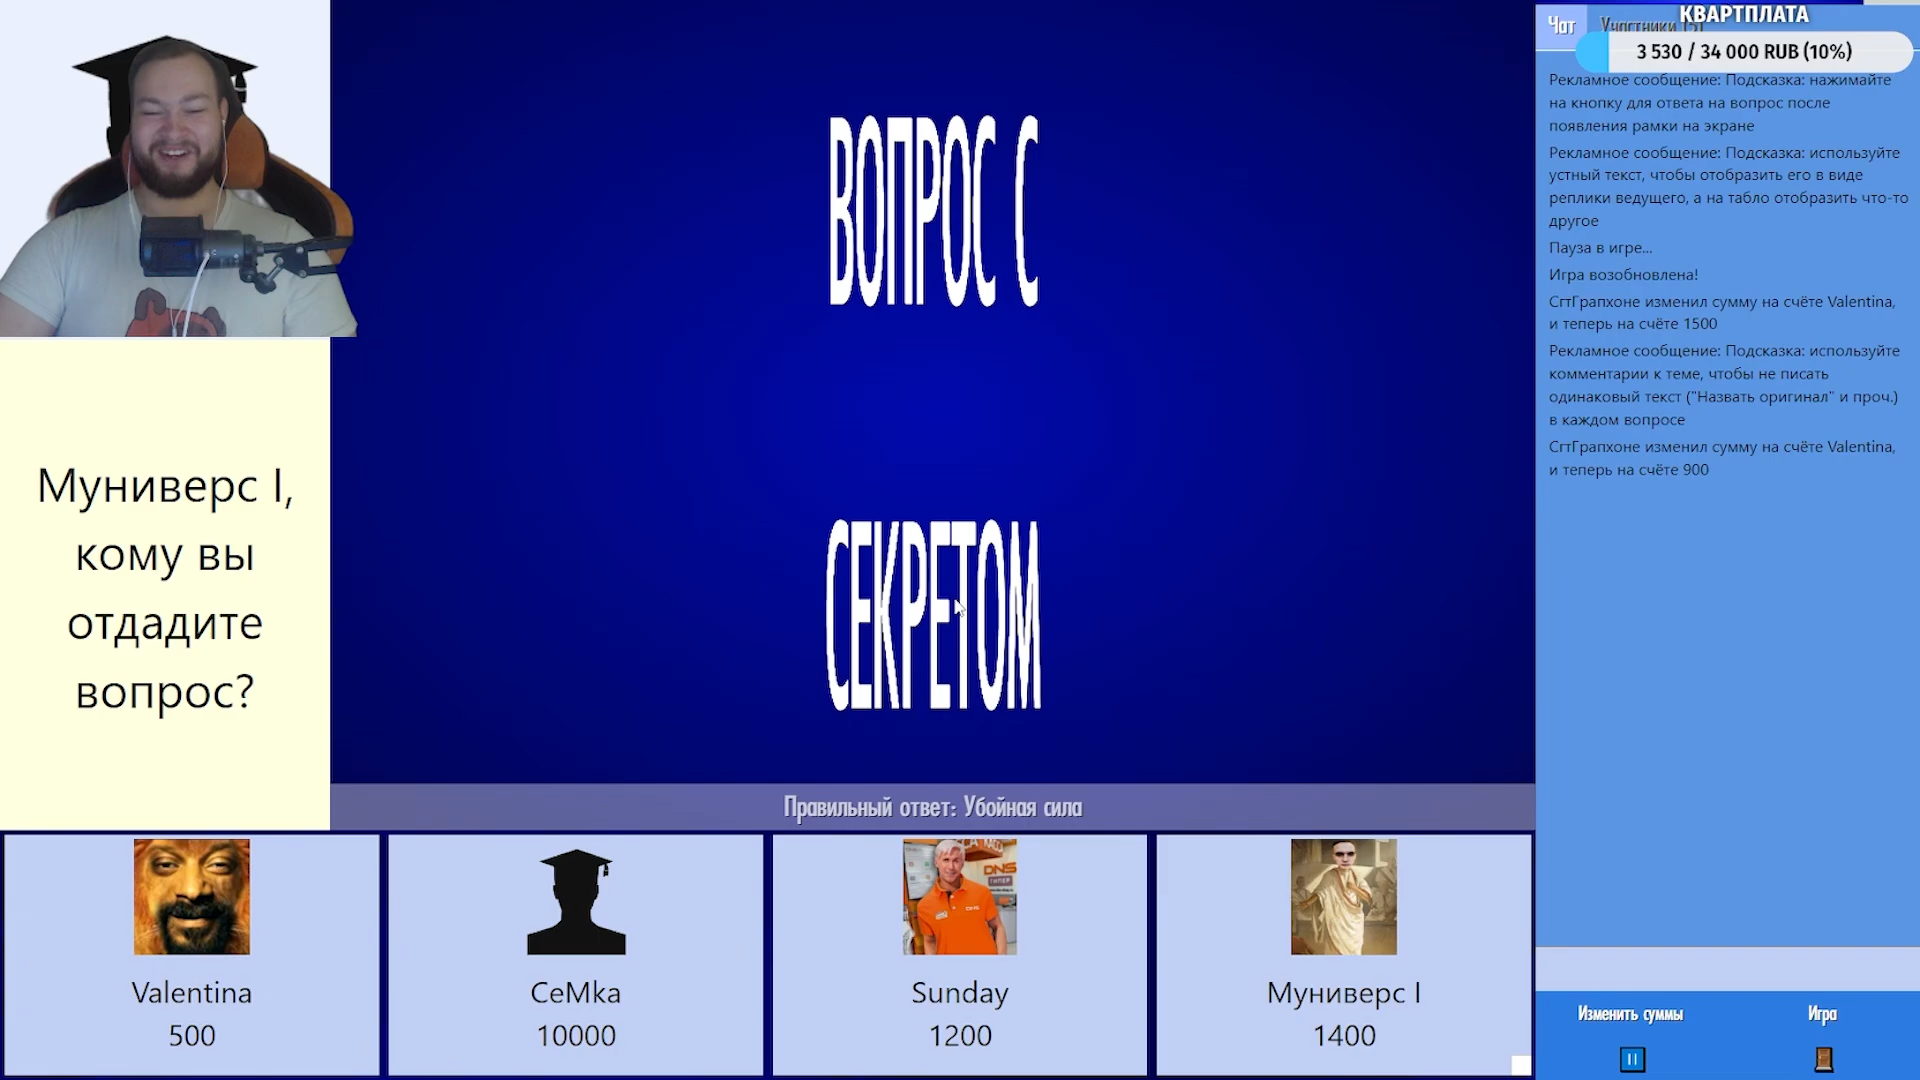 ВОПРОС С
СЕКРЕТОМ
Муниверс I,
кому вы
отдадите
вопрос?
Правильный ответ: Убойная сила
Valentina
500
CeMka
10000
Sunday
1200
Муниверс I
1400
КВАРТПЛАТА
Чат
Участники (5)
3 530 / 34 000 RUB (10%)
Рекламное сообщение: Подсказка: нажимайте
на кнопку для ответа на вопрос после
появления рамки на экране
Рекламное сообщение: Подсказка: используйте
устный текст, чтобы отобразить его в виде
реплики ведущего, а на табло отобразить что-то
другое
Пауза в игре...
Игра возобновлена!
СгтГрапхоне изменил сумму на счёте Valentina,
и теперь на счёте 1500
Рекламное сообщение: Подсказка: используйте
комментарии к теме, чтобы не писать
одинаковый текст ("Назвать оригинал" и проч.)
в каждом вопросе
СгтГрапхоне изменил сумму на счёте Valentina,
и теперь на счёте 900
Изменить суммы
Игра
DNS
ГИПЕР